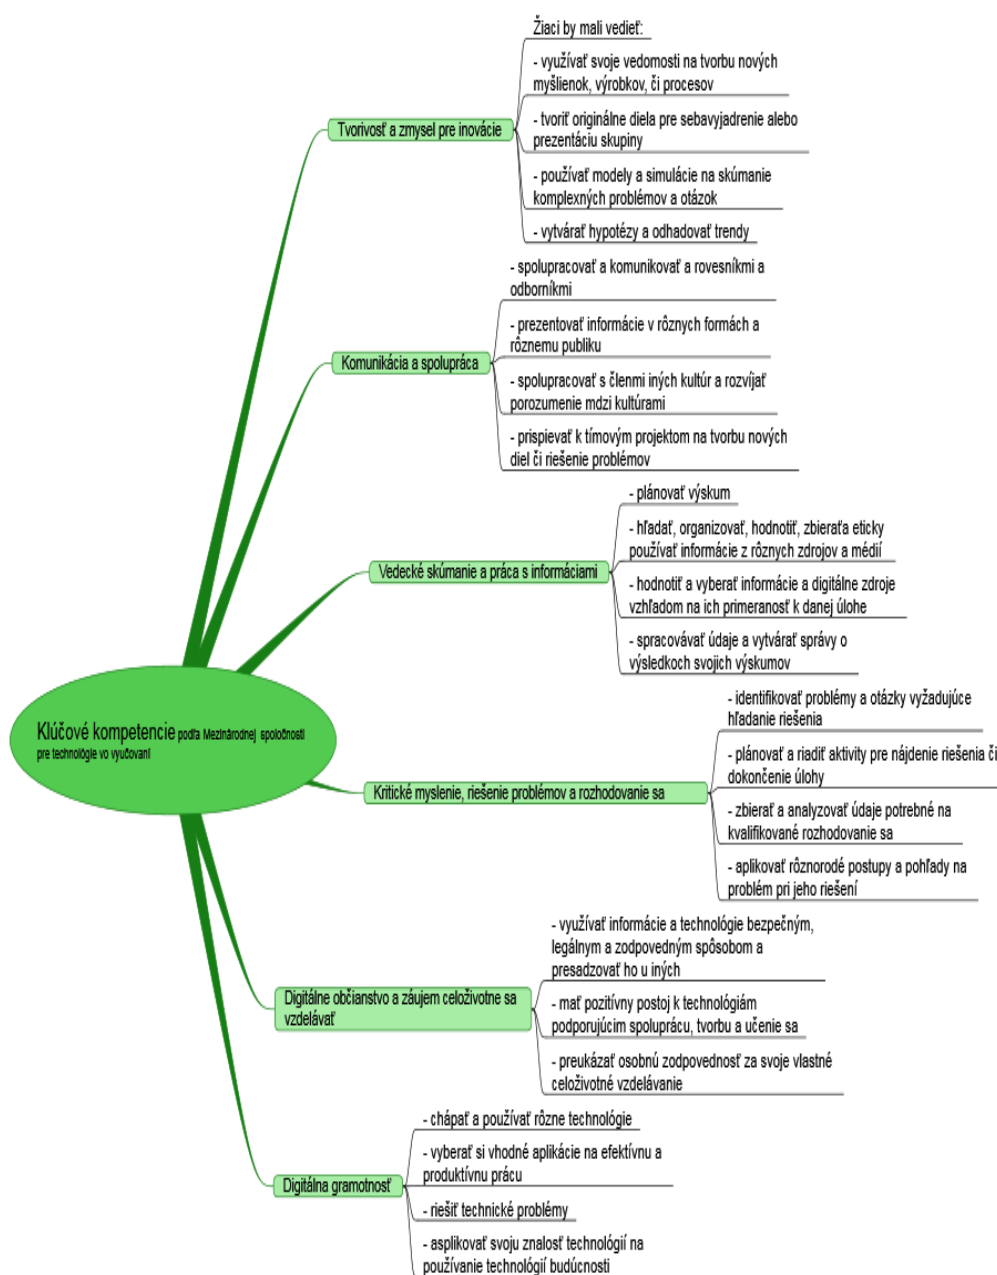 Žiaci by mali vedieť:
- využívať svoje vedomosti na tvorbu nových
myšlienok, výrobkov, či procesov
Tvorivosť a zmysel pre inovácie
- tvoriť originálne diela pre sebavyjadrenie alebo
prezentáciu skupiny
- používať modely a simulácie na skúmanie
komplexných problémov a otázok
- vytvárať hypotézy a odhadovať trendy
- spolupracovať a komunikovať a rovesníkmi a
odborníkmi
- prezentovať informácie v rôznych formách a
rôznemu publiku
Komunikácia a spolupráca
- spolupracovať s členmi iných kultúr a rozvíjať
porozumenie mdzi kultúrami
- prispievať k tímovým projektom na tvorbu nových
diel či riešenie problémov
- plánovať výskum
- hľadať, organizovať, hodnotiť, zbieraťa eticky
používať informácie z rôznych zdrojov a médií
Vedecké skúmanie a práca s informáciami
- hodnotiť a vyberať informácie a digitálne zdroje
vzhľadom na ich primeranosť k danej úlohe
- spracovávať údaje a vytvárať správy o
výsledkoch svojich výskumov
Klúčové kompetencie podľa Mezinárodnej spoločnosti
pre technológie vo vyučovaní
- identifikovať problémy a otázky vyžadujúce
hľadanie riešenia
- plánovať a riadiť aktivity pre nájdenie riešenia či
dokončenie úlohy
Kritické myslenie, riešenie problémov a rozhodovanie sa
- zbierať a analyzovať údaje potrebné na
kvalifikované rozhodovanie sa
- aplikovať rôznorodé postupy a pohľady na
problém pri jeho riešení
- využívať informácie a technológie bezpečným,
legálnym a zodpovedným spôsobom a
presadzovať ho u iných
Digitálne občianstvo a záujem celoživotne sa
vzdelávať
- mať pozitívny postoj k technológiám
podporujúcim spoluprácu, tvorbu a učenie sa
- preukázať osobnú zodpovednosť za svoje vlastné
celoživotné vzdelávanie
- chápať a používať rôzne technológie
- vyberať si vhodné aplikácie na efektívnu a
produktívnu prácu
Digitálna gramotnosť
- riešiť technické problémy
- asplikovať svoju znalosť technológií na
používanie technológií budúcnosti